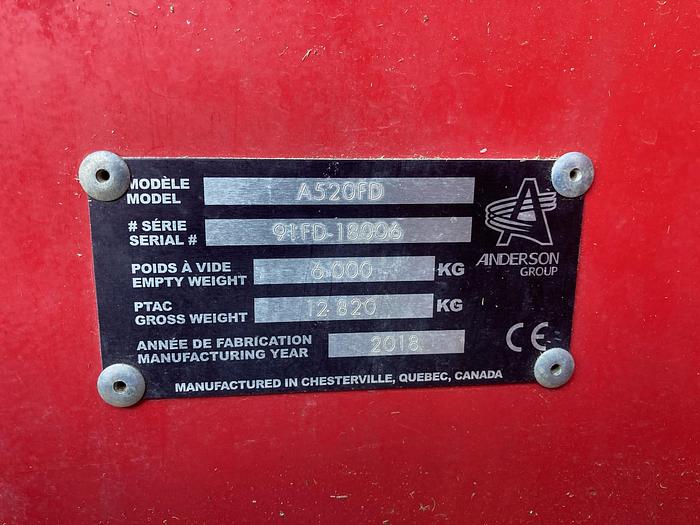 MODÈLE
MODEL
A520FD
# SÉRIE
SERIAL #
91FD-18006
ANDERSON
GROUP
POIDS À VIDE
EMPTY WEIGHT
6.000 KG
PTAC
GROSS WEIGHT
12 820 KG
ANNÉE DE FABRICATION
MANUFACTURING YEAR
2018
CE
MANUFACTURED IN CHESTERVILLE, QUEBEC, CANADA